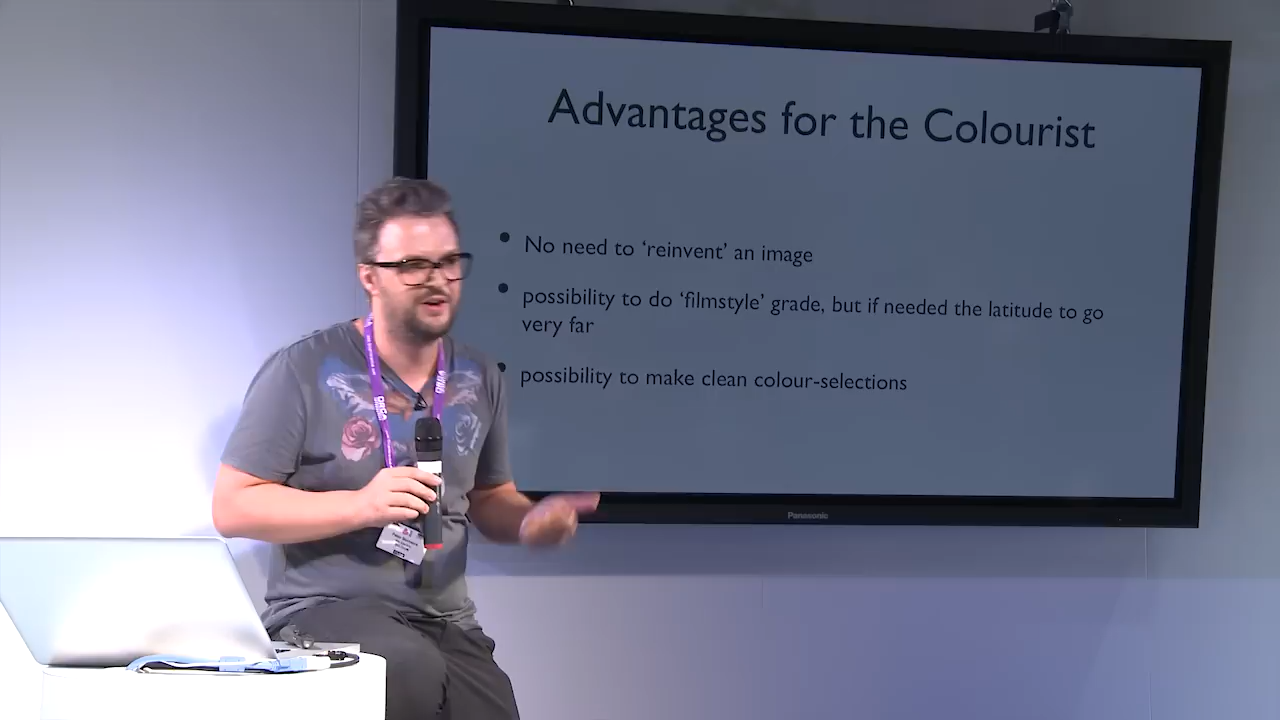 Advantages for the Colourist
• No need to ‘reinvent’ an image
• possibility to do ‘filmstyle’ grade, but if needed the latitude to go
very far
• possibility to make clean colour-selections
Panasonic